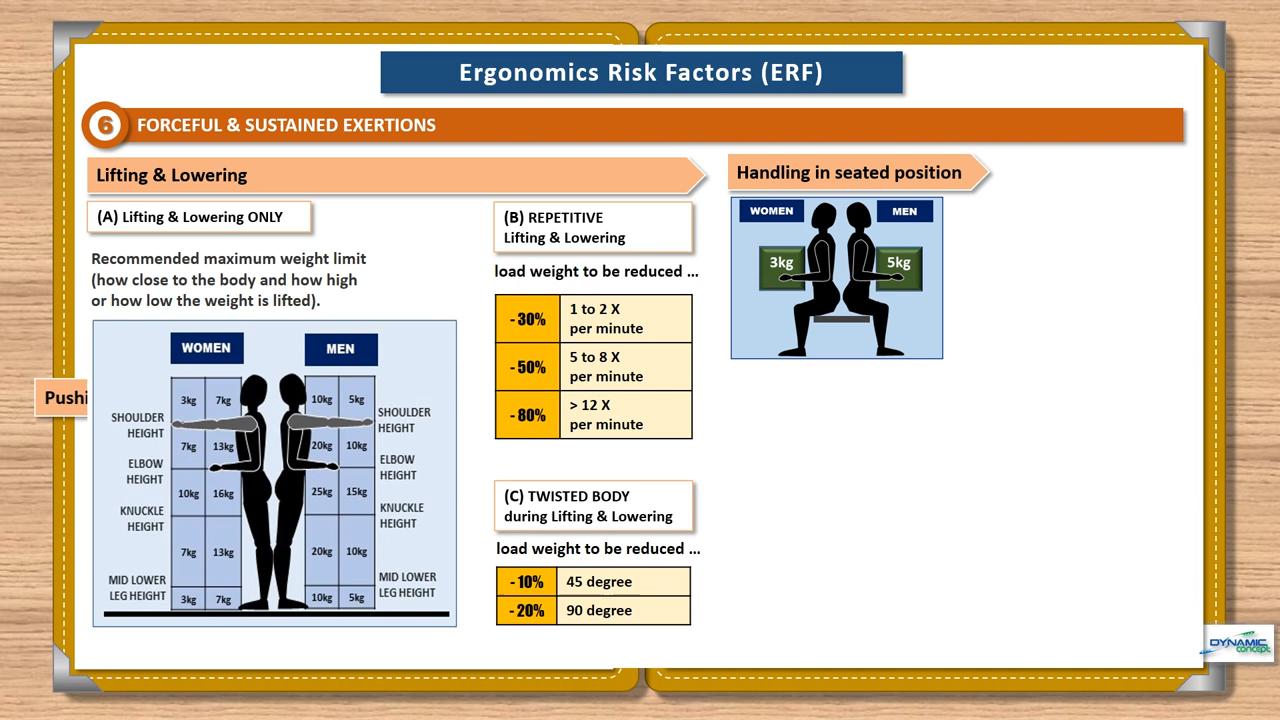 Ergonomics Risk Factors (ERF)
6 FORCEFUL & SUSTAINED EXERTIONS
Lifting & Lowering
(A) Lifting & Lowering ONLY
Recommended maximum weight limit
(how close to the body and how high
or how low the weight is lifted).
WOMEN MEN
3kg 7kg 10kg 5kg
SHOULDER HEIGHT
SHOULDER HEIGHT
7kg 13kg 20kg 10kg
ELBOW HEIGHT
ELBOW HEIGHT
10kg 16kg 25kg 15kg
KNUCKLE HEIGHT
KNUCKLE HEIGHT
7kg 13kg 20kg 10kg
MID LOWER LEG HEIGHT
MID LOWER LEG HEIGHT
3kg 7kg 10kg 5kg
Pushi
(B) REPETITIVE
Lifting & Lowering
load weight to be reduced ...
- 30% 1 to 2 X per minute
- 50% 5 to 8 X per minute
- 80% > 12 X per minute
(C) TWISTED BODY
during Lifting & Lowering
load weight to be reduced ...
- 10% 45 degree
- 20% 90 degree
Handling in seated position
WOMEN MEN
3kg 5kg
DYNAMIC
concept